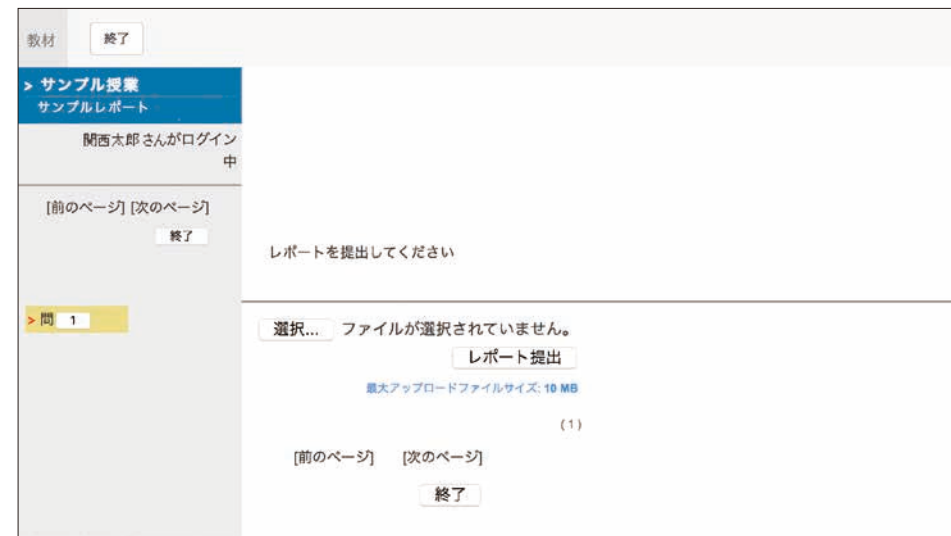 教材
終了
> サンプル授業
サンプルレポート
関西太郎さんがログイン
中
[前のページ] [次のページ]
終了
> 問 1
レポートを提出してください
選択... ファイルが選択されていません。
レポート提出
最大アップロードファイルサイズ: 10 MB
(1)
[前のページ] [次のページ]
終了